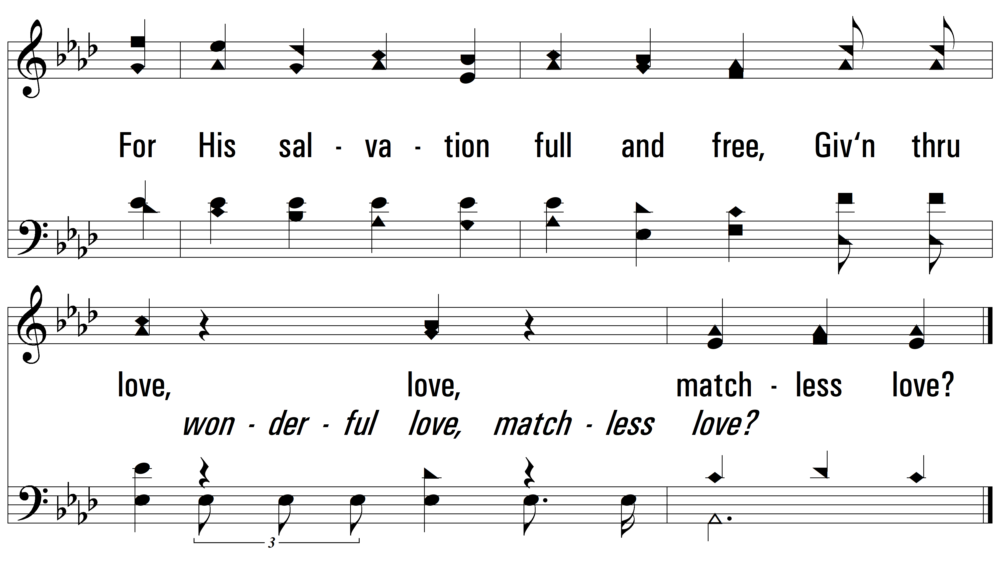 For His sal - va - tion full and free, Giv‘n thru
love, love, match - less love?
won - der - ful love, match - less love?
3